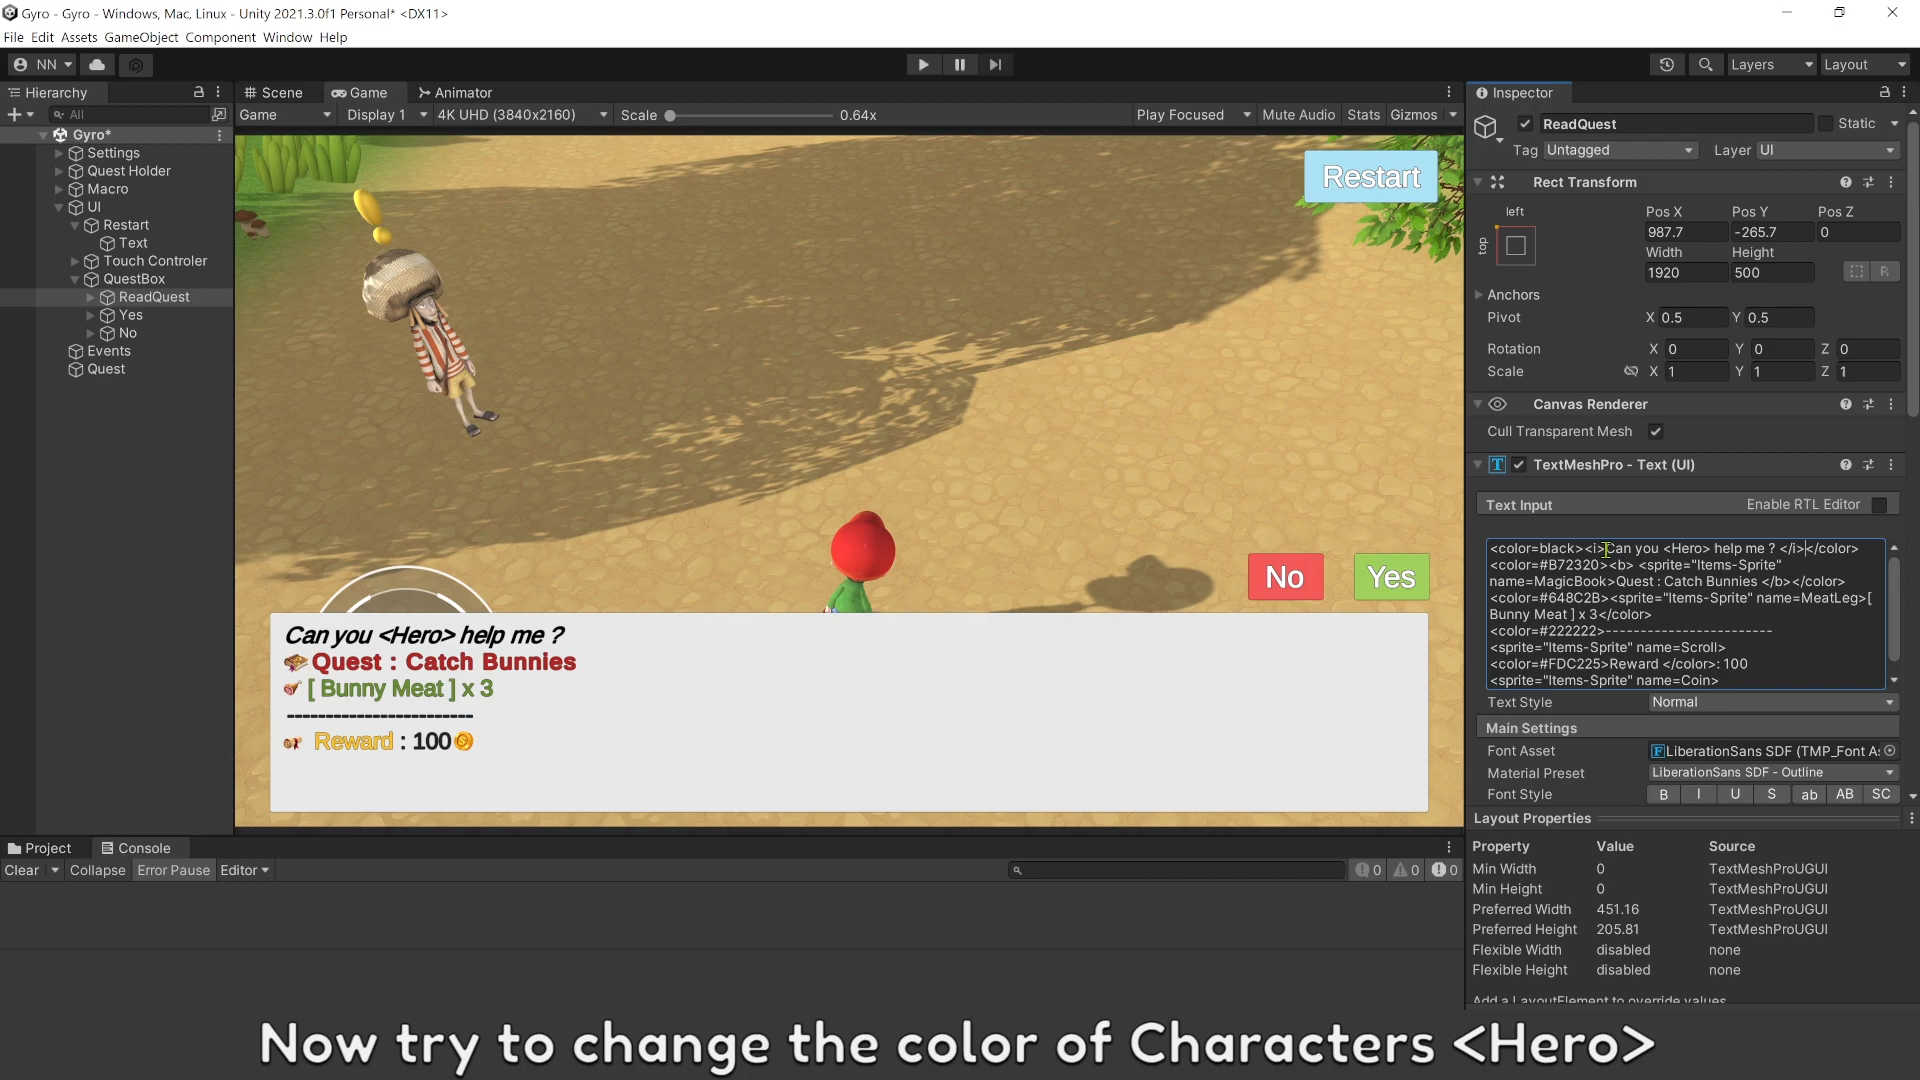 Gyro - Gyro - Windows, Mac, Linux - Unity 2021.3.0f1 Personal* <DX11>
File Edit Assets GameObject Component Window Help
NN
Layers
Layout
Hierarchy
Scene
Game
Animator
Inspector
All
Game
Display 1
4K UHD (3840x2160)
Scale
0.64x
Play Focused
Mute Audio
Stats
Gizmos
Gyro*
Settings
Quest Holder
Macro
UI
Restart
Text
Touch Controler
QuestBox
ReadQuest
Yes
No
Events
Quest
Restart
No
Yes
Can you <Hero> help me ?
Quest : Catch Bunnies
[ Bunny Meat ] x 3
------------------------
Reward : 100
ReadQuest
Static
Tag Untagged
Layer UI
Rect Transform
left
top
Pos X Pos Y Pos Z
987.7 -265.7 0
Width Height
1920 500
R
Anchors
Pivot X 0.5 Y 0.5
Rotation X 0 Y 0 Z 0
Scale X 1 Y 1 Z 1
Canvas Renderer
Cull Transparent Mesh
TextMeshPro - Text (UI)
Text Input
Enable RTL Editor
<color=black><i>Can you <Hero> help me ? </i></color>
<color=#B72320><b> <sprite="Items-Sprite"
name=MagicBook>Quest : Catch Bunnies </b></color>
<color=#648C2B><sprite="Items-Sprite" name=MeatLeg>[
Bunny Meat ] x 3</color>
<color=#222222>------------------------
<sprite="Items-Sprite" name=Scroll>
<color=#FDC225>Reward </color>: 100
<sprite="Items-Sprite" name=Coin>
Text Style Normal
Main Settings
Font Asset LiberationSans SDF (TMP_Font A
Material Preset LiberationSans SDF - Outline
Font Style B I U S ab AB SC
Layout Properties
Property Value Source
Min Width 0 TextMeshProUGUI
Min Height 0 TextMeshProUGUI
Preferred Width 451.16 TextMeshProUGUI
Preferred Height 205.81 TextMeshProUGUI
Flexible Width disabled none
Flexible Height disabled none
Add a LayoutElement to override values
Project
Console
Clear
Collapse
Error Pause
Editor
0
0
0
Now try to change the color of Characters <Hero>